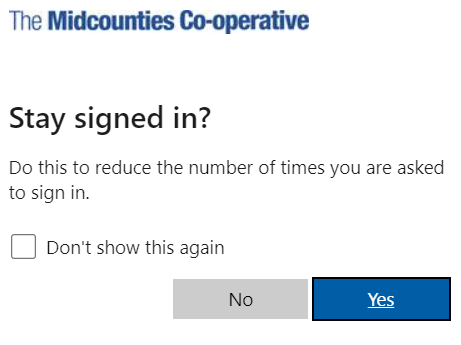 The Midcounties Co-operative
Stay signed in?
Do this to reduce the number of times you are asked
to sign in.
Don't show this again
No
Yes